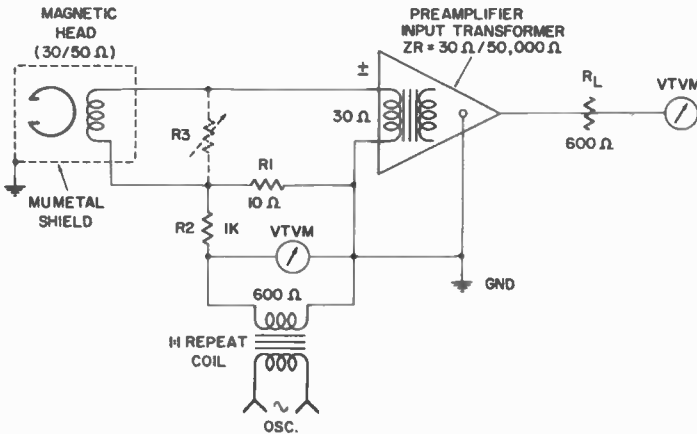 MAGNETIC
HEAD
(30/50 Ω)
PREAMPLIFIER
INPUT TRANSFORMER
ZR = 30 Ω/50,000 Ω
±
30 Ω
R3
RL
600 Ω
VTVM
MUMETAL
SHIELD
R1
10 Ω
R2
1K
VTVM
GND
600 Ω
1:1 REPEAT
COIL
OSC.